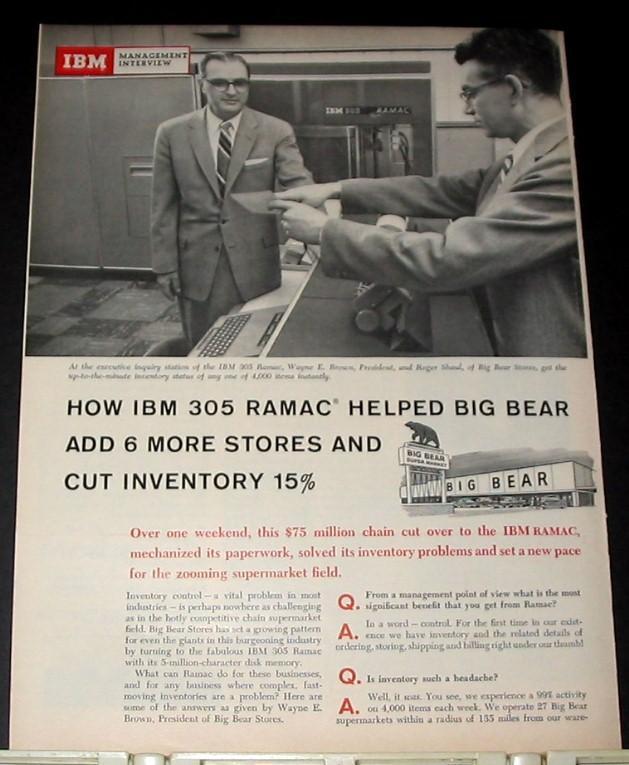 IBM
MANAGEMENT
INTERVIEW
IBM 305 RAMAC
At the executive inquiry station of the IBM 305 Ramac, Wayne E. Brown, President, and Roger Shaul, of Big Bear Stores, get the
up-to-the-minute inventory status of any one of 4,000 items instantly.
HOW IBM 305 RAMAC® HELPED BIG BEAR
ADD 6 MORE STORES AND
CUT INVENTORY 15%
BIG BEAR
SUPER MARKET
BIG BEAR
Over one weekend, this $75 million chain cut over to the IBM RAMAC,
mechanized its paperwork, solved its inventory problems and set a new pace
for the zooming supermarket field.
Inventory control — a vital problem in most
industries — is perhaps nowhere as challenging
as in the hotly competitive chain supermarket
field. Big Bear Stores has set a growing pattern
for even the giants in this burgeoning industry
by turning to the fabulous IBM 305 Ramac
with its 5-million-character disk memory.
What can Ramac do for these businesses,
and for any business where complex, fast-
moving inventories are a problem? Here are
some of the answers as given by Wayne E.
Brown, President of Big Bear Stores.
Q. From a management point of view what is the most
significant benefit that you get from Ramac?
A. In a word — control. For the first time in our exist-
ence we have inventory and the related details of
ordering, storing, shipping and billing right under our thumb!
Q. Is inventory such a headache?
A. Well, it was. You see, we experience a 99% activity
on 4,000 items each week. We operate 27 Big Bear
supermarkets within a radius of 135 miles from our ware-